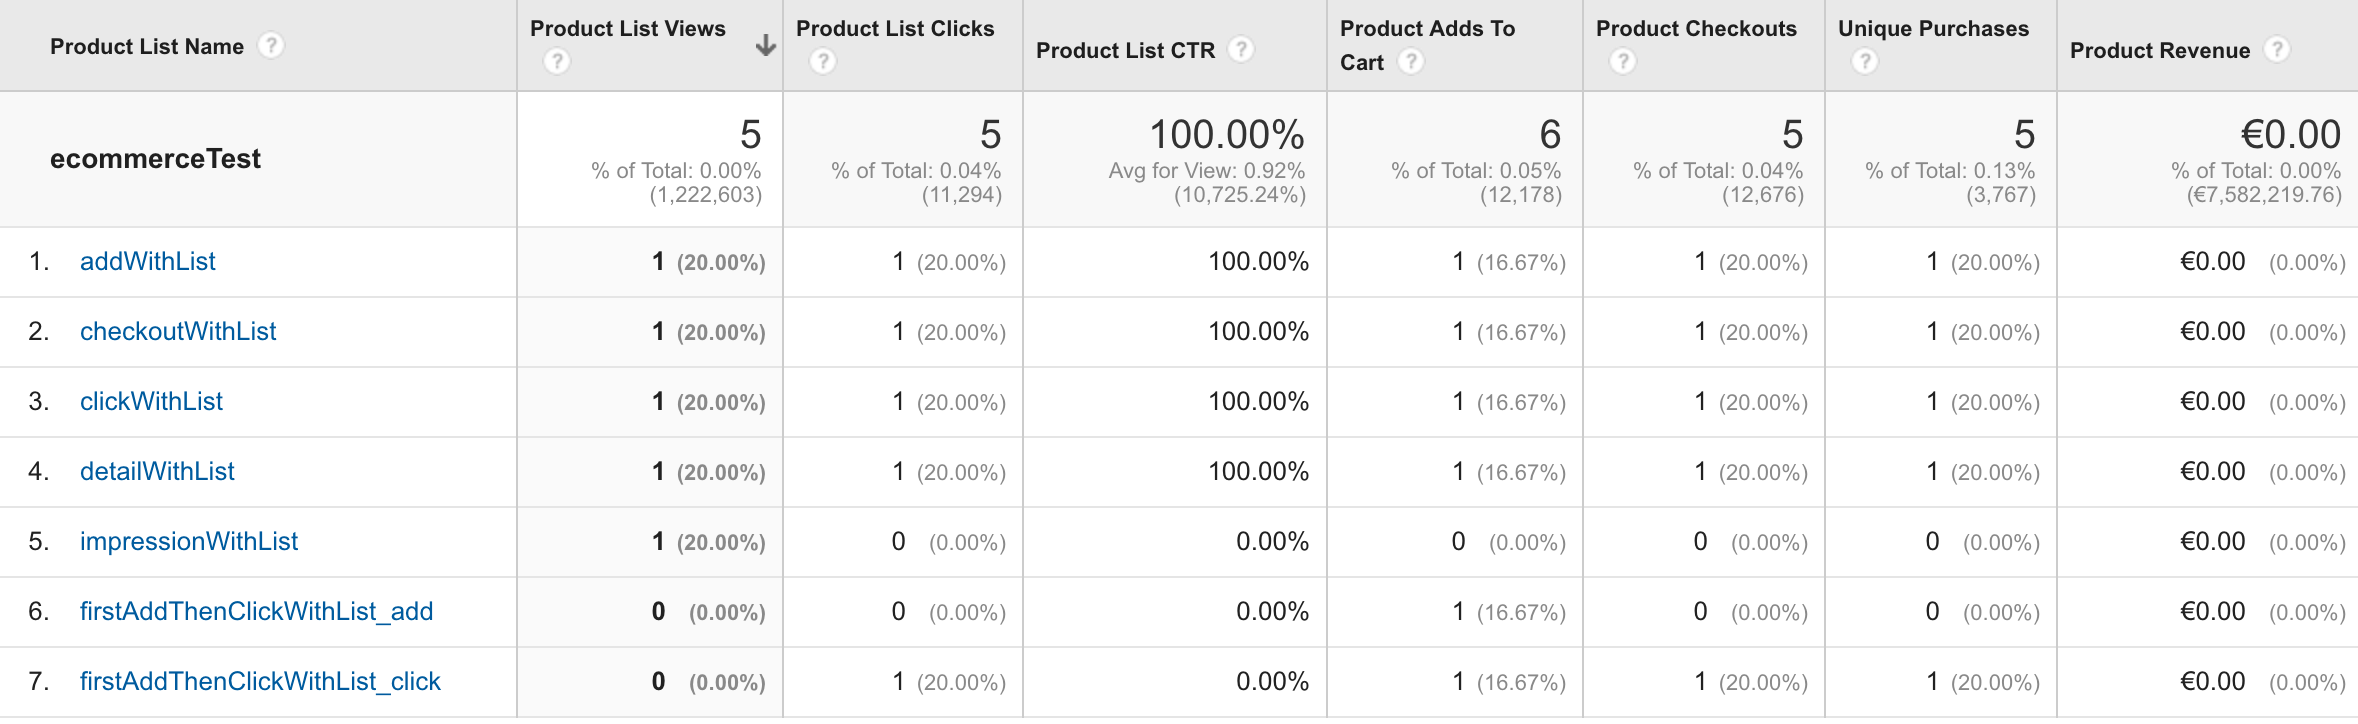 Product List Name ? Product List Views ? Product List Clicks ? Product List CTR ? Product Adds To Cart ? Product Checkouts ? Unique Purchases ? Product Revenue ?
ecommerceTest 5 5 100.00% 6 5 5 €0.00
% of Total: 0.00% % of Total: 0.04% Avg for View: 0.92% % of Total: 0.05% % of Total: 0.04% % of Total: 0.13% % of Total: 0.00%
(1,222,603) (11,294) (10,725.24%) (12,178) (12,676) (3,767) (€7,582,219.76)
1. addWithList 1 (20.00%) 1 (20.00%) 100.00% 1 (16.67%) 1 (20.00%) 1 (20.00%) €0.00 (0.00%)
2. checkoutWithList 1 (20.00%) 1 (20.00%) 100.00% 1 (16.67%) 1 (20.00%) 1 (20.00%) €0.00 (0.00%)
3. clickWithList 1 (20.00%) 1 (20.00%) 100.00% 1 (16.67%) 1 (20.00%) 1 (20.00%) €0.00 (0.00%)
4. detailWithList 1 (20.00%) 1 (20.00%) 100.00% 1 (16.67%) 1 (20.00%) 1 (20.00%) €0.00 (0.00%)
5. impressionWithList 1 (20.00%) 0 (0.00%) 0.00% 0 (0.00%) 0 (0.00%) 0 (0.00%) €0.00 (0.00%)
6. firstAddThenClickWithList_add 0 (0.00%) 0 (0.00%) 0.00% 1 (16.67%) 0 (0.00%) 0 (0.00%) €0.00 (0.00%)
7. firstAddThenClickWithList_click 0 (0.00%) 1 (20.00%) 0.00% 1 (16.67%) 1 (20.00%) 1 (20.00%) €0.00 (0.00%)